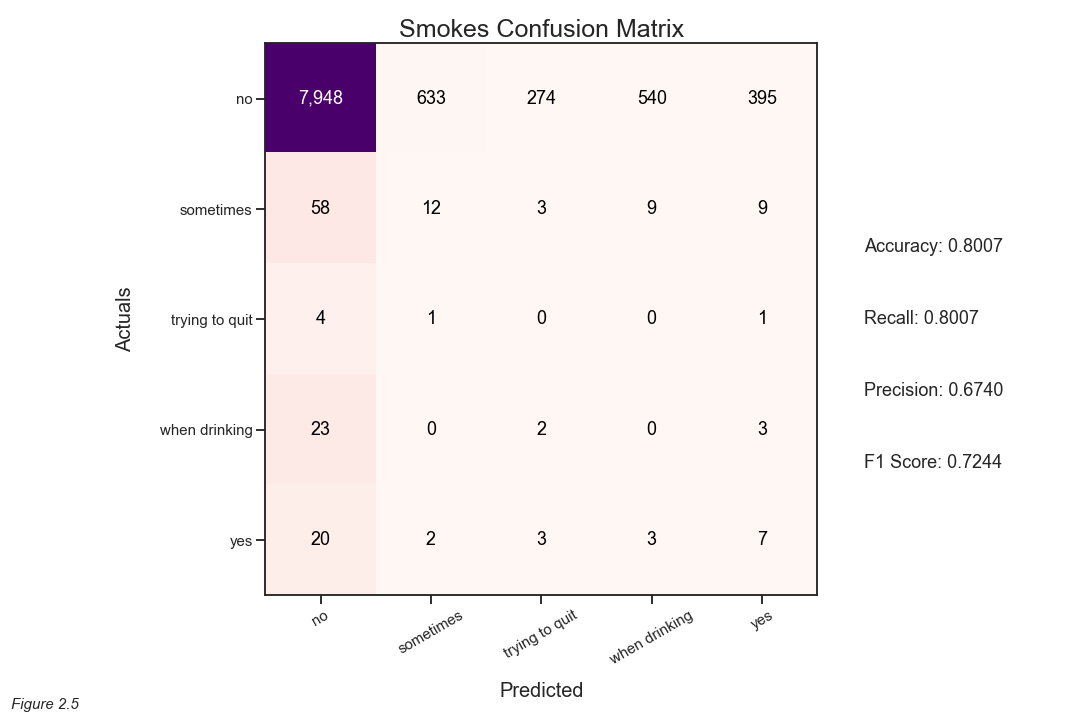 Smokes Confusion Matrix
no 7,948 633 274 540 395
sometimes 58 12 3 9 9
trying to quit 4 1 0 0 1
when drinking 23 0 2 0 3
yes 20 2 3 3 7
Actuals
no sometimes trying to quit when drinking yes
Predicted
Accuracy: 0.8007
Recall: 0.8007
Precision: 0.6740
F1 Score: 0.7244
Figure 2.5